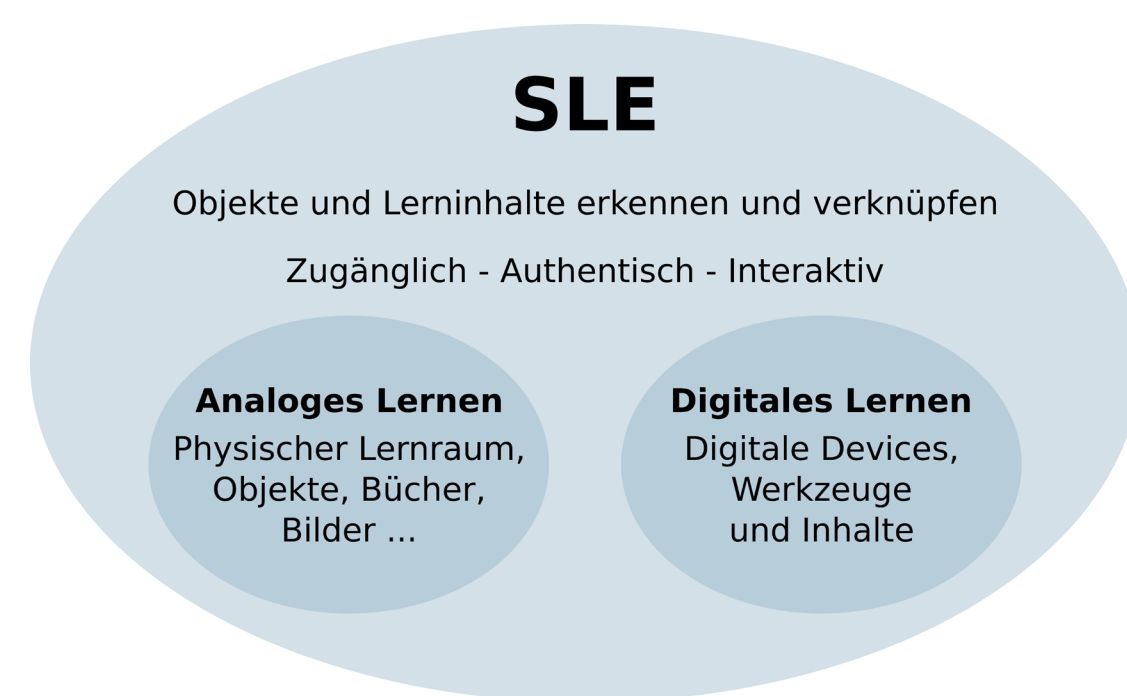 SLE
Objekte und Lerninhalte erkennen und verknüpfen
Zugänglich - Authentisch - Interaktiv
Analoges Lernen
Physischer Lernraum,
Objekte, Bücher,
Bilder ...
Digitales Lernen
Digitale Devices,
Werkzeuge
und Inhalte